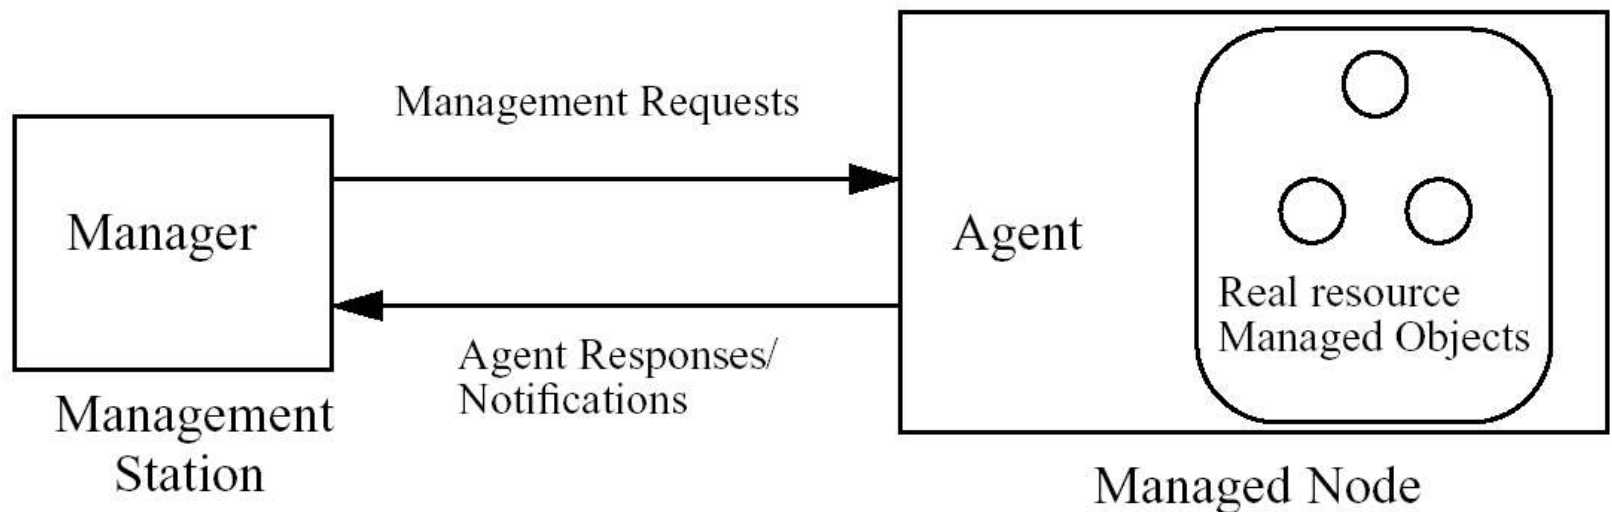 Management Requests
Manager
Agent
Real resource
Managed Objects
Agent Responses/
Notifications
Management
Station
Managed Node